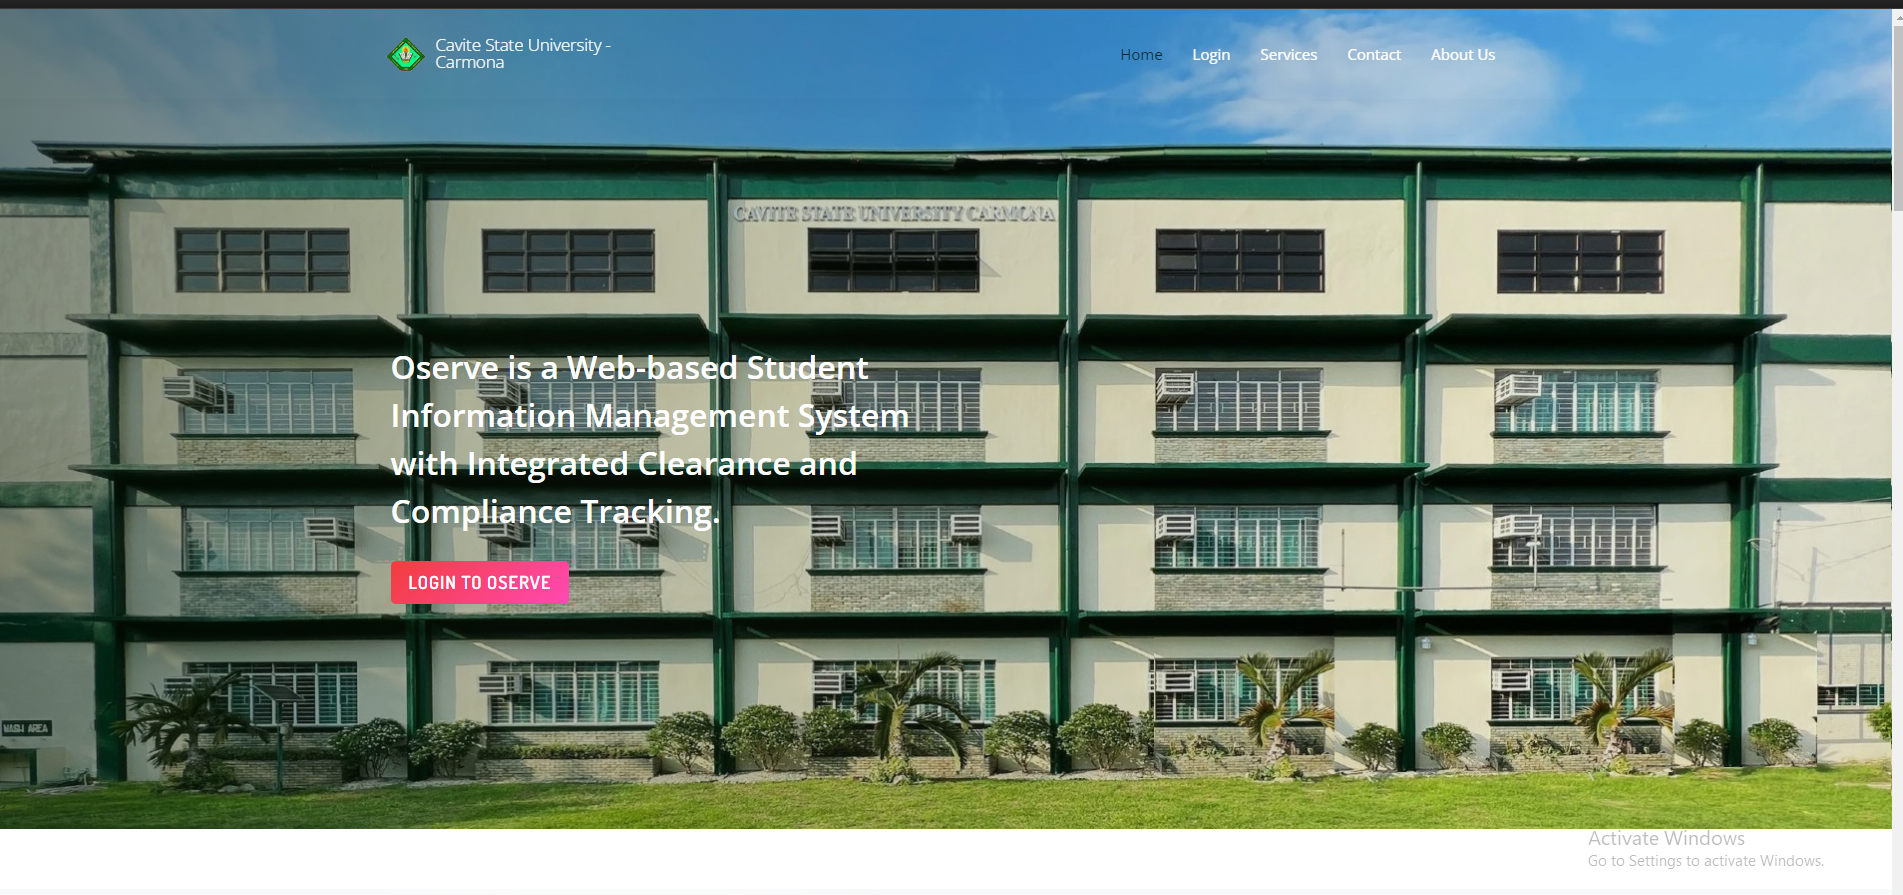 Cavite State University -
Carmona
Home Login Services Contact About Us
CAVITE STATE UNIVERSITY CARMONA
Oserve is a Web-based Student
Information Management System
with Integrated Clearance and
Compliance Tracking.
LOGIN TO OSERVE
WASH AREA
Activate Windows
Go to Settings to activate Windows.